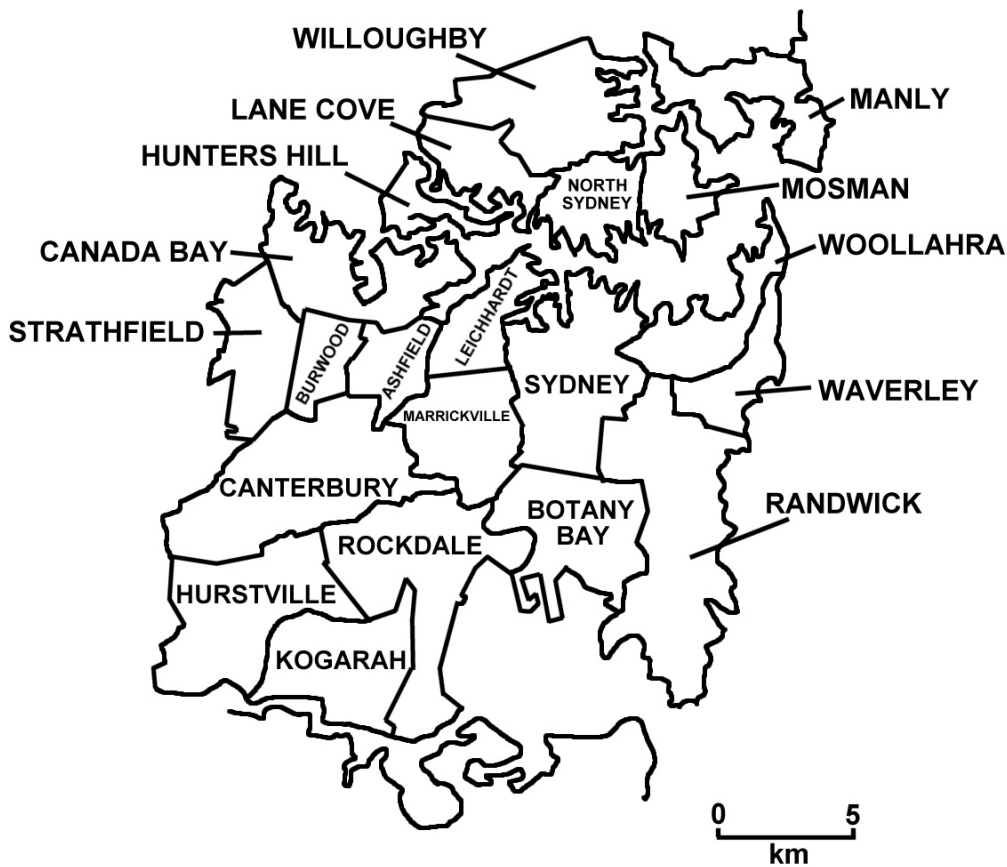 WILLOUGHBY
MANLY
LANE COVE
HUNTERS HILL
NORTH
SYDNEY
MOSMAN
CANADA BAY
WOOLLAHRA
STRATHFIELD
BURWOOD
ASHFIELD
LEICHHARDT
SYDNEY
WAVERLEY
MARRICKVILLE
CANTERBURY
BOTANY
BAY
RANDWICK
ROCKDALE
HURSTVILLE
KOGARAH
0 5
km